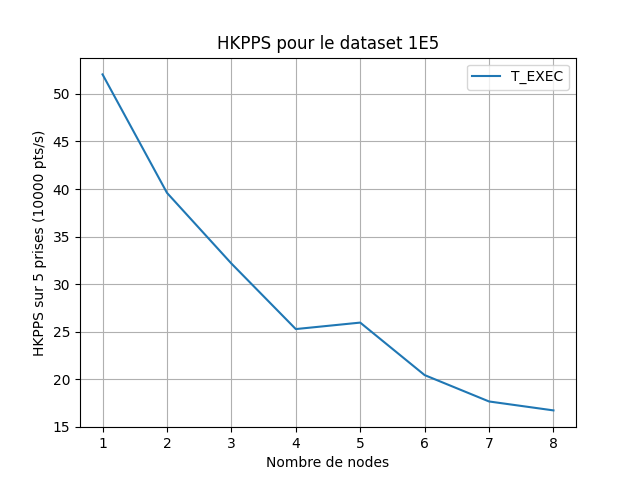 HKPPS pour le dataset 1E5
T_EXEC
HKPPS sur 5 prises (10000 pts/s)
50
45
40
35
30
25
20
15
1 2 3 4 5 6 7 8
Nombre de nodes